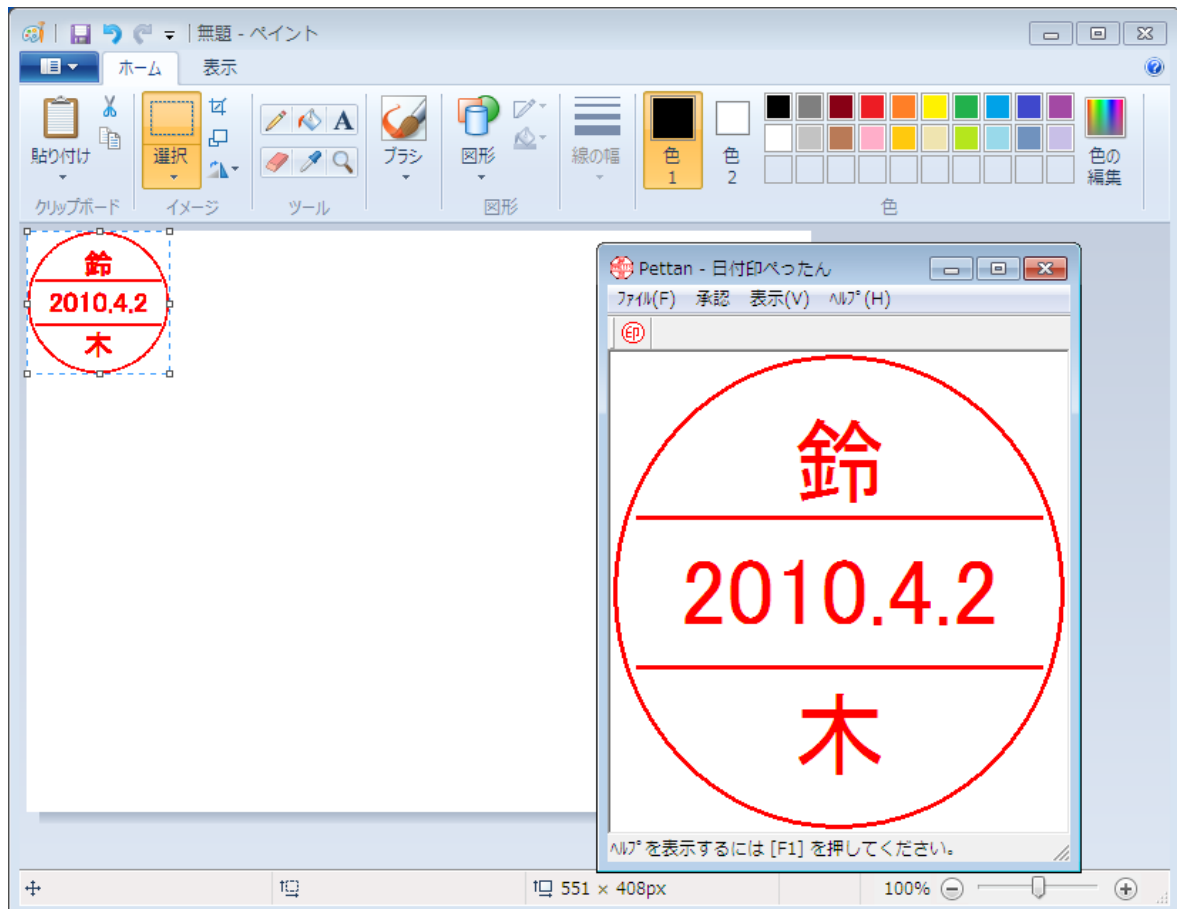 無題 - ペイント
ホーム 表示
貼り付け
選択
A
ブラシ
図形
線の幅
色
1
色
2
色の
編集
クリップボード
イメージ
ツール
図形
色
鈴
2010.4.2
木
Pettan - 日付印ぺったん
ファイル(F) 承認 表示(V) ヘルプ(H)
印
鈴
2010.4.2
木
ヘルプを表示するには [F1] を押してください。
551 × 408px
100%